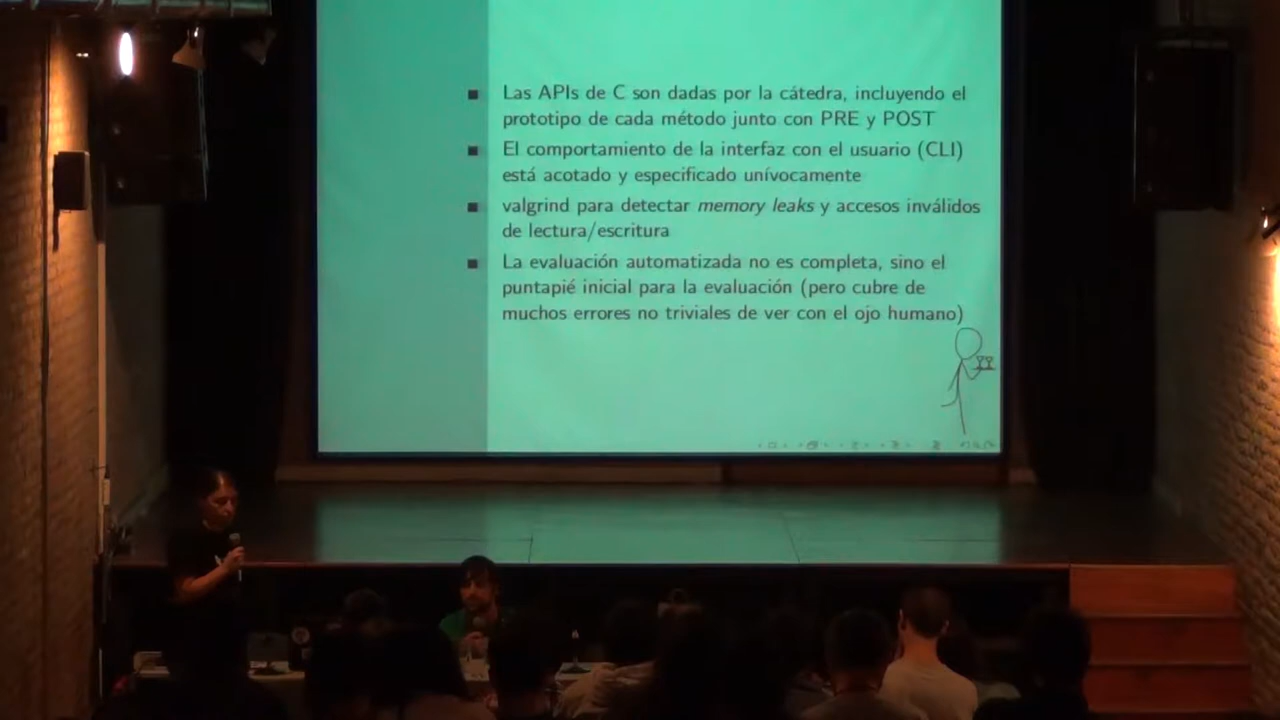 Las APIs de C son dadas por la cátedra, incluyendo el
prototipo de cada método junto con PRE y POST
El comportamiento de la interfaz con el usuario (CLI)
está acotado y especificado unívocamente
valgrind para detectar memory leaks y accesos inválidos
de lectura/escritura
La evaluación automatizada no es completa, sino el
puntapié inicial para la evaluación (pero cubre de
muchos errores no triviales de ver con el ojo humano)